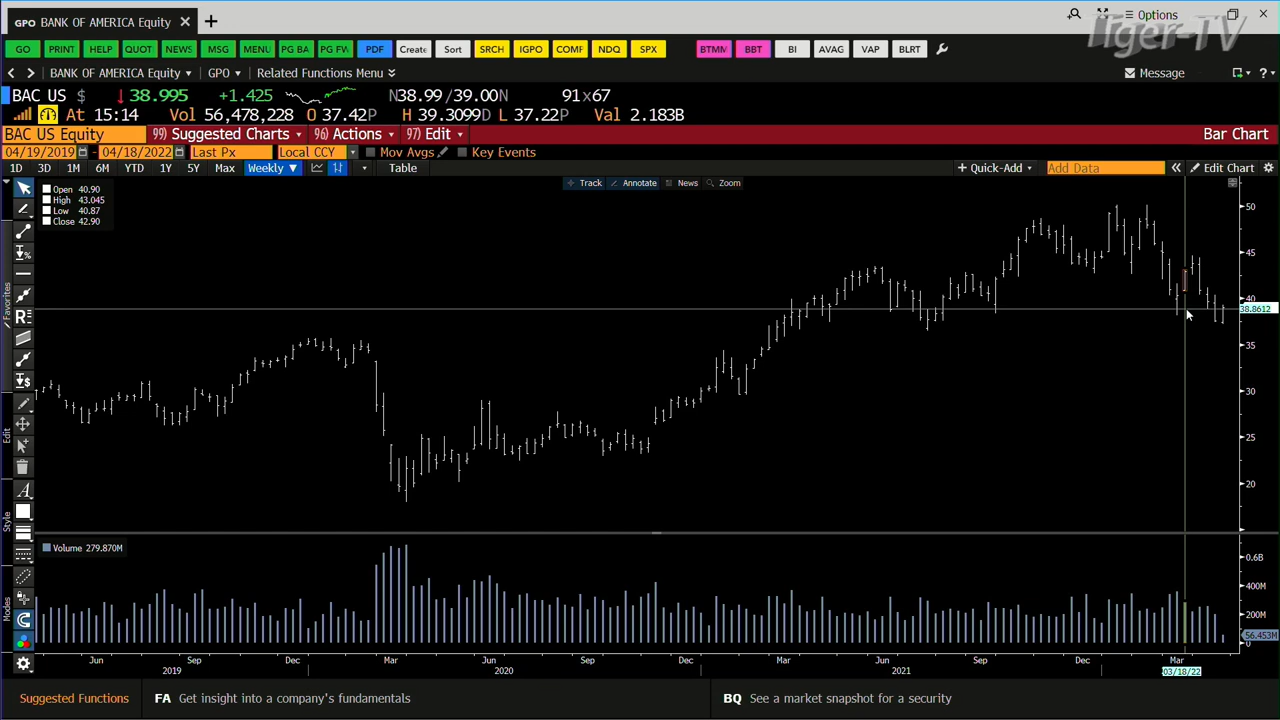 GPO BANK OF AMERICA Equity
Options
Tiger-TV
GO PRINT HELP QUOT NEWS MSG MENU PG BA PG FW PDF Create Sort SRCH IGPO COMF NDQ SPX BTMM BBT BI AVAG VAP BLRT
BANK OF AMERICA Equity GPO Related Functions Menu Message
BAC US $ ↓38.995 +1.425 N38.99/39.00N 91x67
At 15:14 Vol 56,478,228 O 37.42P H 39.3099D L 37.22P Val 2.183B
BAC US Equity 99) Suggested Charts 96) Actions 97) Edit Bar Chart
04/19/2019 - 04/18/2022 Last Px Local CCY Mov Avgs Key Events
1D 3D 1M 6M YTD 1Y 5Y Max Weekly ▼ Table + Quick-Add Add Data « Edit Chart
Track Annotate News Zoom
Open 40.90
High 43.045
Low 40.87
Close 42.90
50
45
40
38.8612
35
30
25
20
Favorites
Edit
Style
Modes
Volume 279.870M
0.6B
400M
200M
56.453M
0
Jun Sep Dec Mar Jun Sep Dec Mar Jun Sep Dec Mar
2019 2020 2021 03/18/22
Suggested Functions FA Get insight into a company's fundamentals BQ See a market snapshot for a security